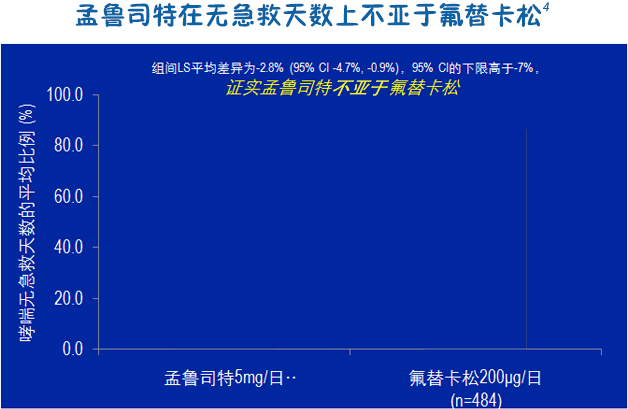 孟鲁司特在无急救天数上不亚于氟替卡松4
组间LS平均差异为-2.8% (95% CI -4.7%, -0.9%)，95% CI的下限高于-7%，
证实孟鲁司特不亚于氟替卡松
哮喘无急救天数的平均比例 (%)
100.0
80.0
60.0
40.0
20.0
0.0
孟鲁司特5mg/日··
氟替卡松200µg/日
(n=484)